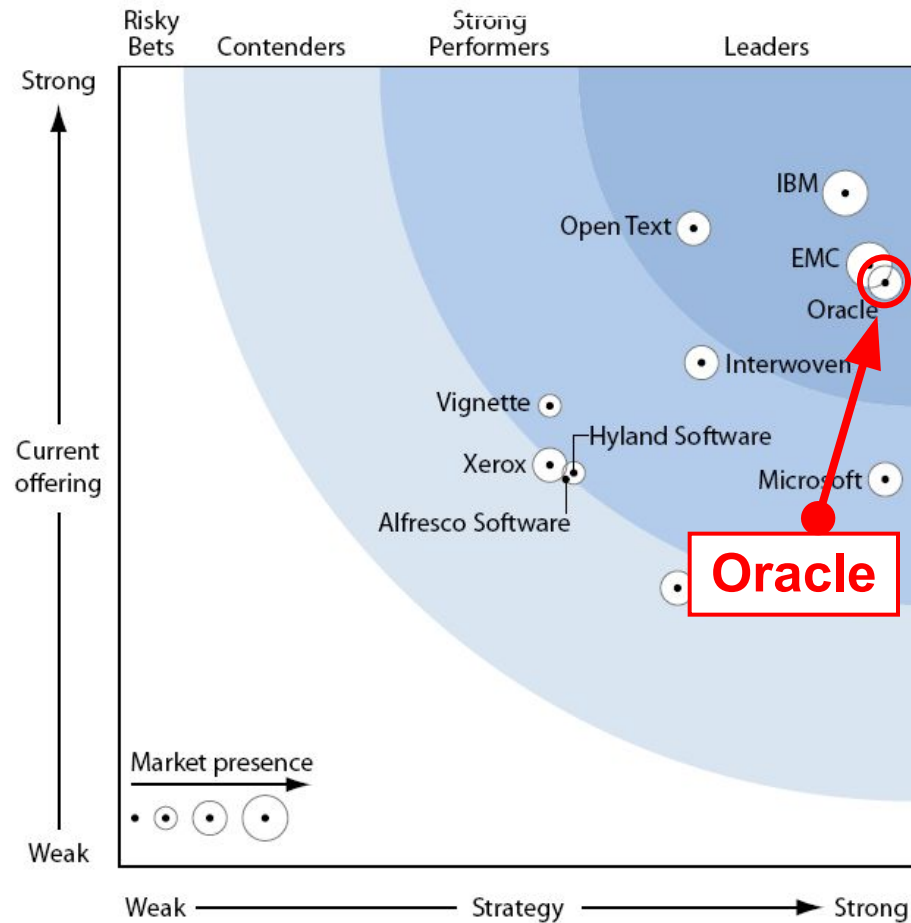 Risky
Bets
Contenders
Strong
Performers
Leaders
Strong
IBM
Open Text
EMC
Oracle
Interwoven
Vignette
Hyland Software
Current
offering
Xerox
Microsoft
Alfresco Software
Oracle
Market presence
Weak
Weak
Strategy
Strong